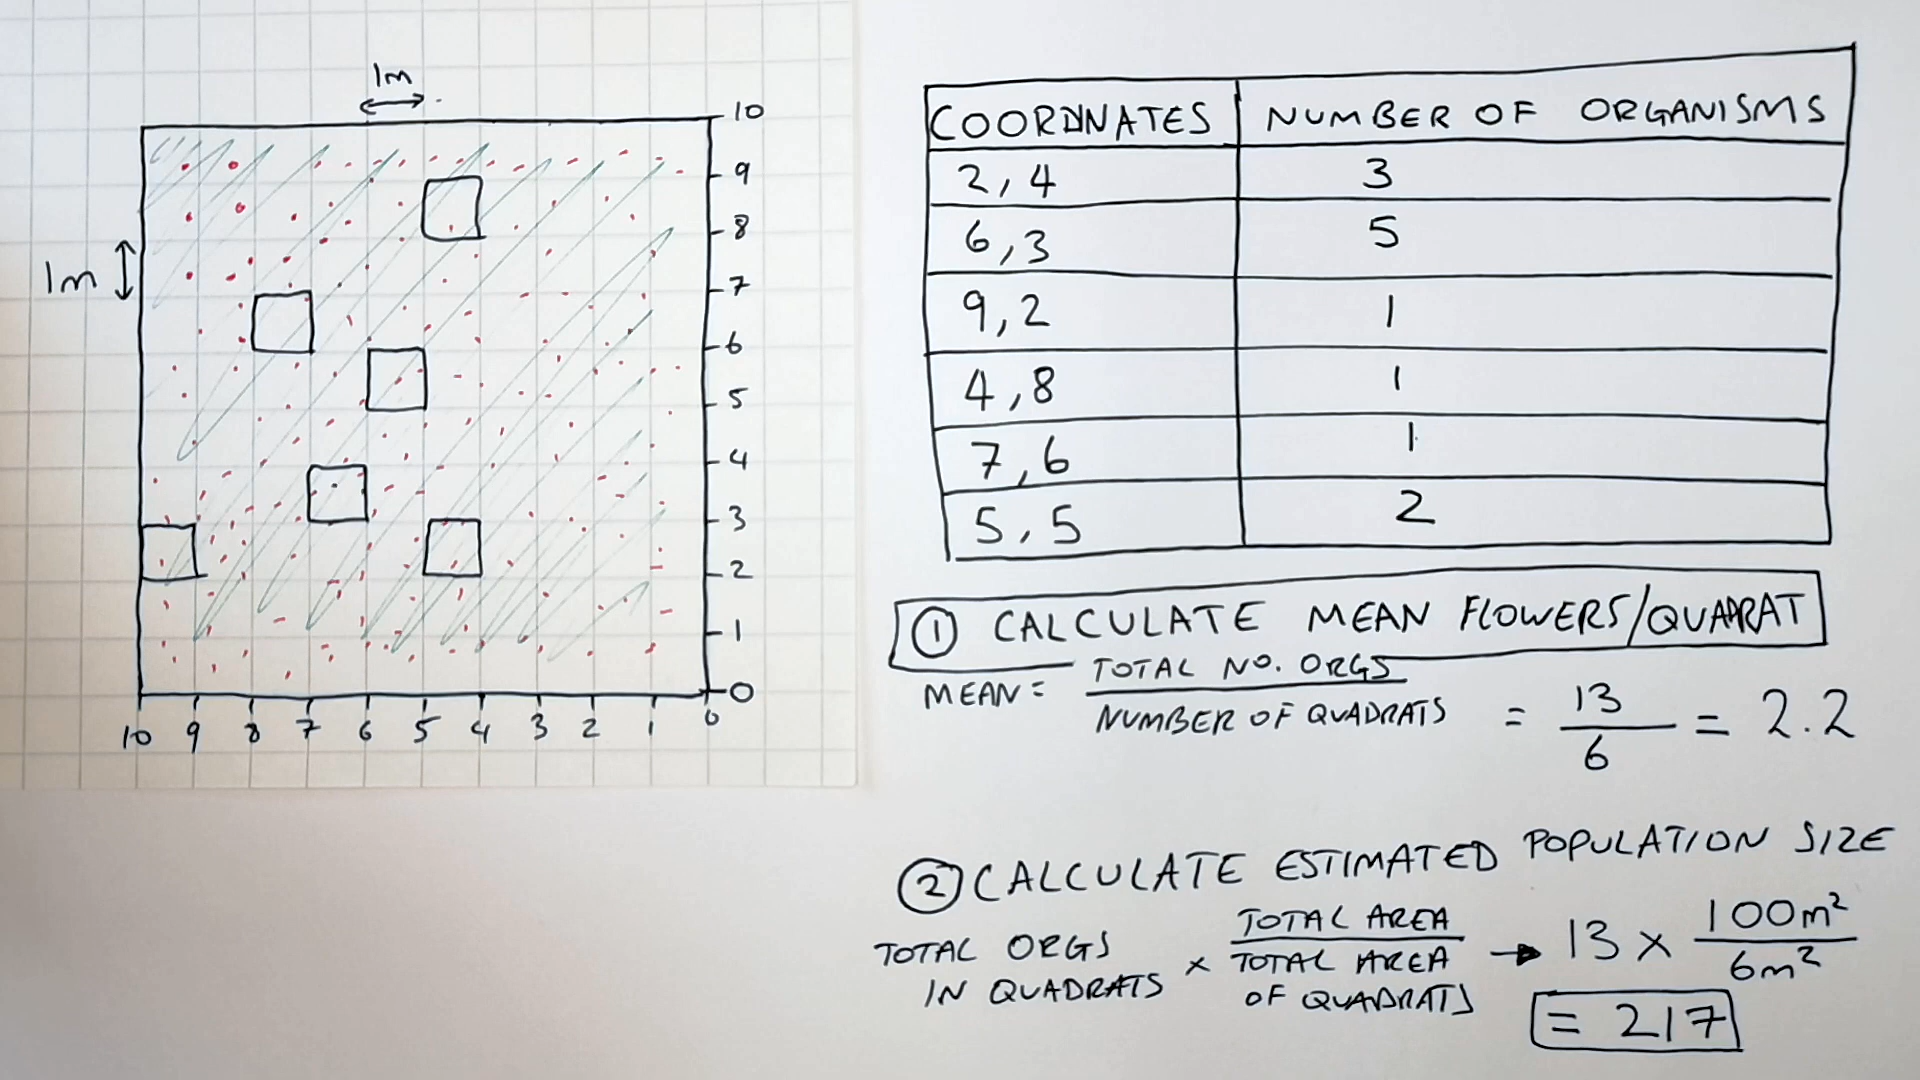 1m
10
9
8
7
6
5
4
3
2
1
0
1m
10 9 8 7 6 5 4 3 2 1 0
COORDNATES NUMBER OF ORGANISMS
2,4 3
6,3 5
9,2 1
4,8 1
7,6 1
5,5 2
1 CALCULATE MEAN FLOWERS/QUADRAT
MEAN = TOTAL NO. ORGS
NUMBER OF QUADRATS
= 13
6
= 2.2
2 CALCULATE ESTIMATED POPULATION SIZE
TOTAL ORGS
IN QUADRATS
× TOTAL AREA
TOTAL AREA
OF QUADRATS
→ 13 × 100m²
6m²
= 217